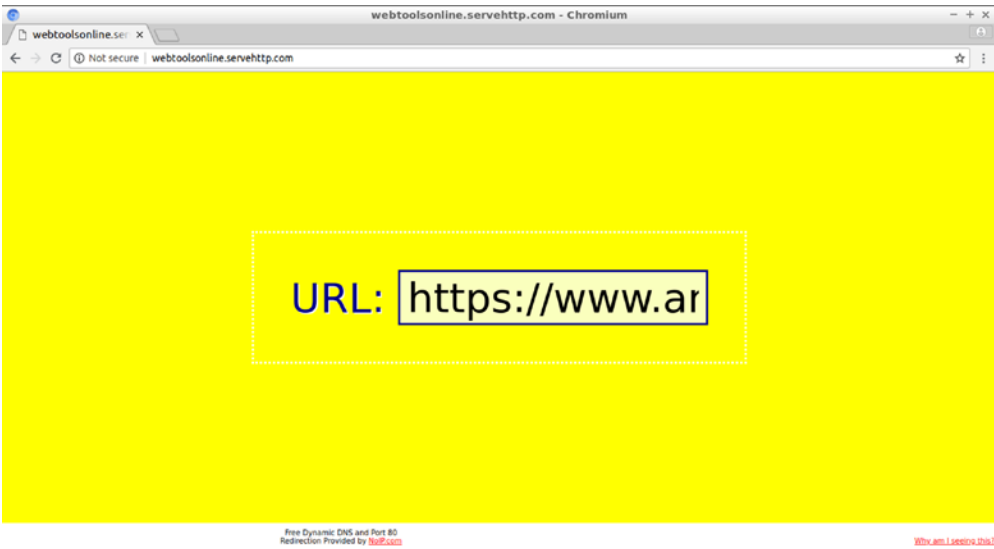 webtoolsonline.servehttp.com - Chromium
webtoolsonline.ser
Not secure | webtoolsonline.servehttp.com
URL: https://www.ar
Free Dynamic DNS and Port 80
Redirection Provided by NoIP.com
Why am I seeing this?